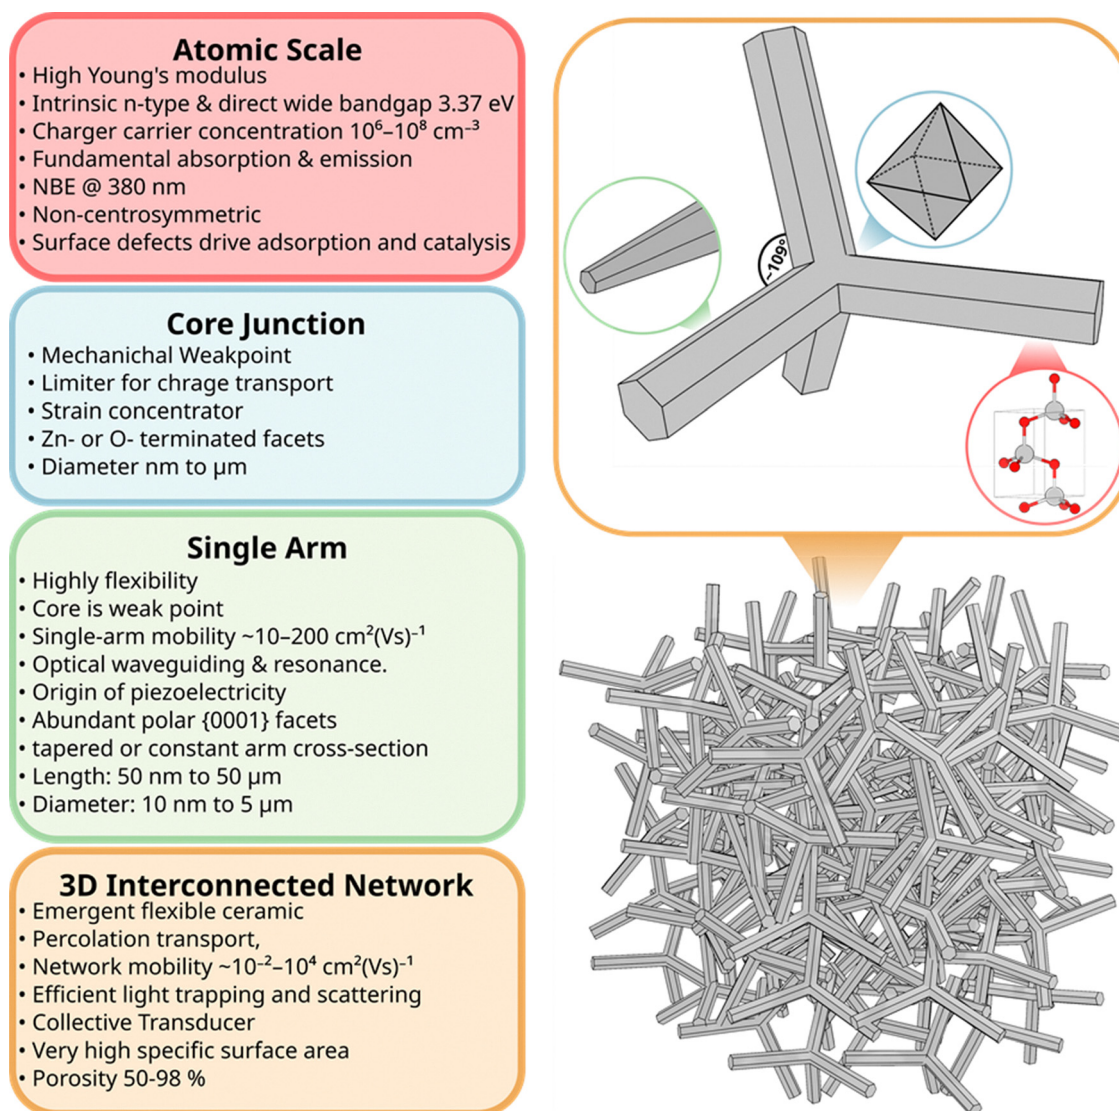 Atomic Scale
• High Young's modulus
• Intrinsic n-type & direct wide bandgap 3.37 eV
• Charger carrier concentration 10⁶–10⁸ cm⁻³
• Fundamental absorption & emission
• NBE @ 380 nm
• Non-centrosymmetric
• Surface defects drive adsorption and catalysis
Core Junction
• Mechanichal Weakpoint
• Limiter for chrage transport
• Strain concentrator
• Zn- or O- terminated facets
• Diameter nm to µm
Single Arm
• Highly flexibility
• Core is weak point
• Single-arm mobility ~10–200 cm²(Vs)⁻¹
• Optical waveguiding & resonance.
• Origin of piezoelectricity
• Abundant polar {0001} facets
• tapered or constant arm cross-section
• Length: 50 nm to 50 µm
• Diameter: 10 nm to 5 µm
3D Interconnected Network
• Emergent flexible ceramic
• Percolation transport,
• Network mobility ~10⁻²–10⁴ cm²(Vs)⁻¹
• Efficient light trapping and scattering
• Collective Transducer
• Very high specific surface area
• Porosity 50-98 %
~109°